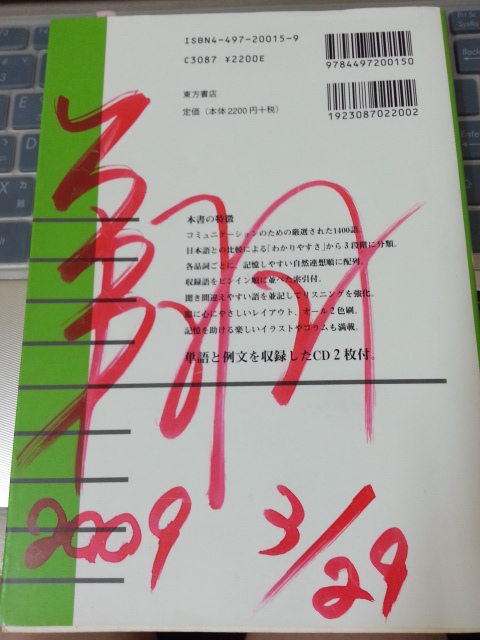 ISBN4-497-20015-9
C3087 ¥2200E
9784497200150
東方書店
定価（本体2200円＋税）
1923087022002
本書の特徴
コミュニケーションのための厳選された1400語。
日本語との比較による「わかりやすさ」から3段階に分類。
各品詞ごとに、記憶しやすい自然連想順に配列。
収録語をピンイン順に並べた索引付。
聞き間違えやすい語を並記してリスニングを強化。
眼に心にやさしいレイアウト、オール2色刷。
記憶を助ける楽しいイラストやコラムも満載。
単語と例文を収録したCD2枚付。
2009 3/29